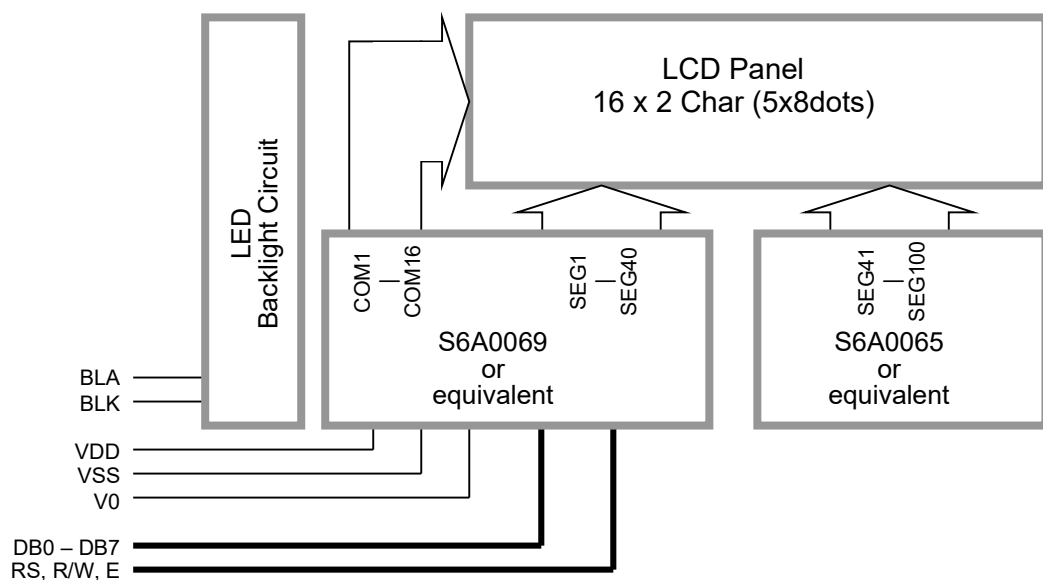 LCD Panel
16 x 2 Char (5x8dots)
LED
Backlight Circuit
COM1
—
COM16
SEG1
—
SEG40
S6A0069
or
equivalent
SEG41
—
SEG100
S6A0065
or
equivalent
BLA
BLK
VDD
VSS
V0
DB0 – DB7
RS, R/W, E